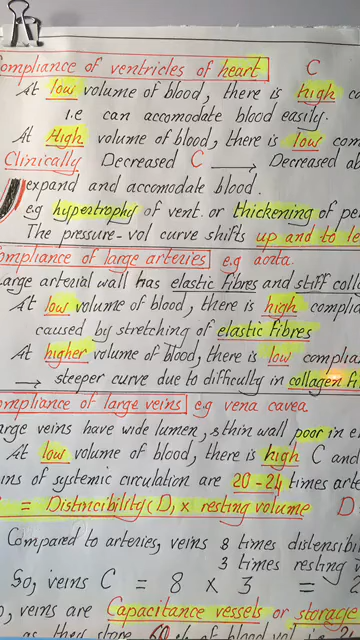 ompliance of ventricles of heart C
At low volume of blood, there is high c
i.e can accomodate blood easily.
At High volume of blood, there is low com
Clinically Decreased C → Decreased ab
expand and accomodate blood.
e.g hypertrophy of vent. or thickening of pe
The pressure-vol curve shifts up and to le
ompliance of large arteries e.g aorta.
arge arterial wall has elastic fibres and stiff coll
At low volume of blood, there is high complia
caused by stretching of elastic fibres
At higher volume of blood, there is low complia
→ steeper curve due to difficulty in collagen fi
ompliance of large veins e.g vena cavea
arge veins have wide lumen, & thin wall poor in e
At low volume of blood, there is high C and
ins of systemic circulation are 20-24 times arte
= Distncibility(D) x resting volume D
Compared to arteries, veins 8 times distensib
3 times resting v
So, veins C = 8 x 3 = 2
o, veins are Capacitance vessels or storage
as they store 60